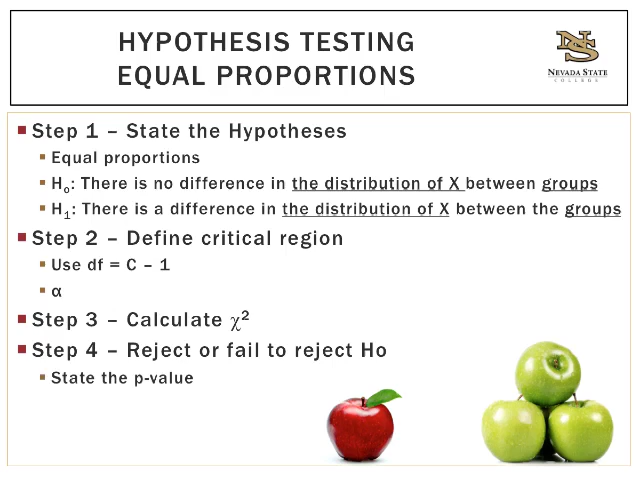 HYPOTHESIS TESTING
EQUAL PROPORTIONS
NS
NEVADA STATE
COLLEGE
Step 1 – State the Hypotheses
Equal proportions
Ho: There is no difference in the distribution of X between groups
H1: There is a difference in the distribution of X between the groups
Step 2 – Define critical region
Use df = C – 1
α
Step 3 – Calculate χ²
Step 4 – Reject or fail to reject Ho
State the p-value